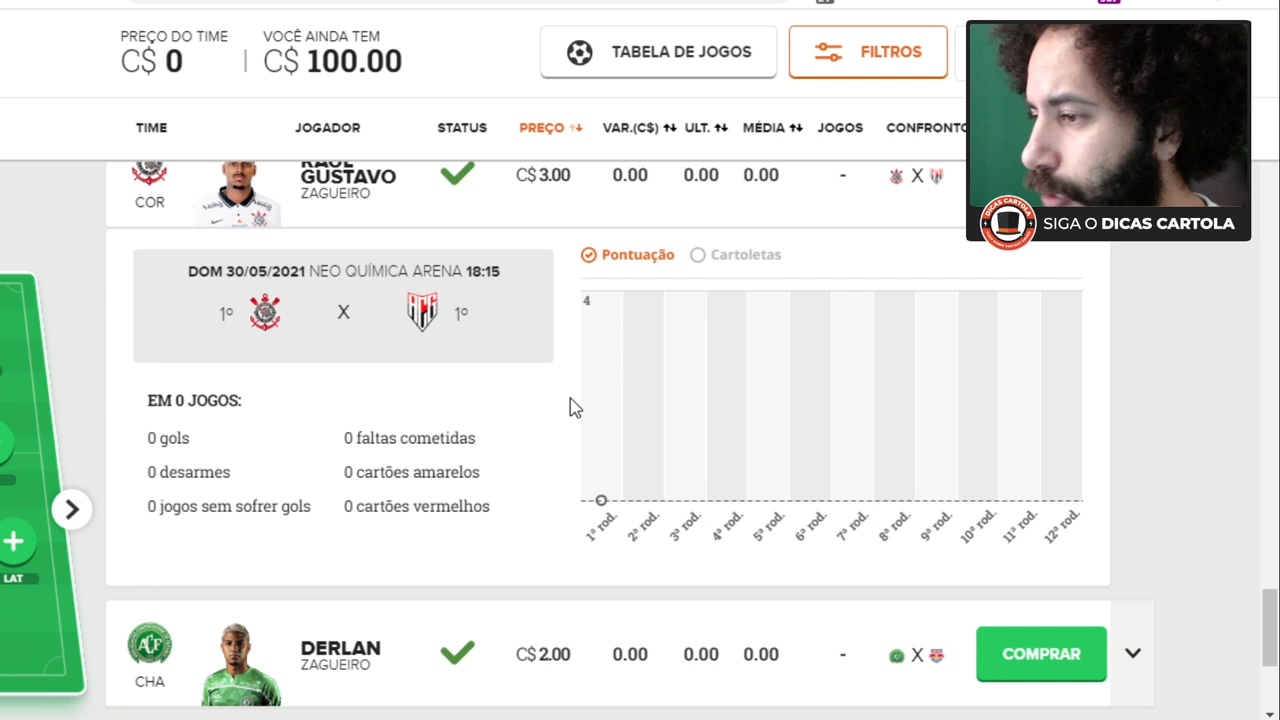 PREÇO DO TIME
C$ 0
VOCÊ AINDA TEM
C$ 100.00
TABELA DE JOGOS
FILTROS
TIME JOGADOR STATUS PREÇO VAR.(C$) ULT. MÉDIA JOGOS CONFRONTO
SIGA O DICAS CARTOLA
DICAS CARTOLA
COR
RAUL
GUSTAVO
ZAGUEIRO
C$ 3.00 0.00 0.00 0.00 - X
DOM 30/05/2021 NEO QUÍMICA ARENA 18:15
1º X 1º
ACG
EM 0 JOGOS:
0 gols
0 faltas cometidas
0 desarmes
0 cartões amarelos
0 jogos sem sofrer gols
0 cartões vermelhos
Pontuação
Cartoletas
4
1ª rod. 2ª rod. 3ª rod. 4ª rod. 5ª rod. 6ª rod. 7ª rod. 8ª rod. 9ª rod. 10ª rod. 11ª rod. 12ª rod.
LAT
CHA
DERLAN
ZAGUEIRO
C$ 2.00 0.00 0.00 0.00 - X
COMPRAR